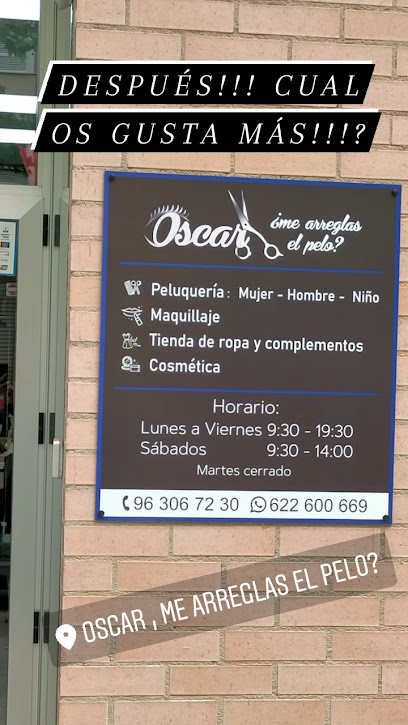 DESPUÉS!!! CUAL
OS GUSTA MÁS!!!?
Oscar ¿me arreglas
el pelo?
Peluquería: Mujer - Hombre - Niño
Maquillaje
Tienda de ropa y complementos
Cosmética
Horario:
Lunes a Viernes 9:30 - 19:30
Sábados 9:30 - 14:00
Martes cerrado
96 306 72 30 622 600 669
OSCAR , ME ARREGLAS EL PELO?